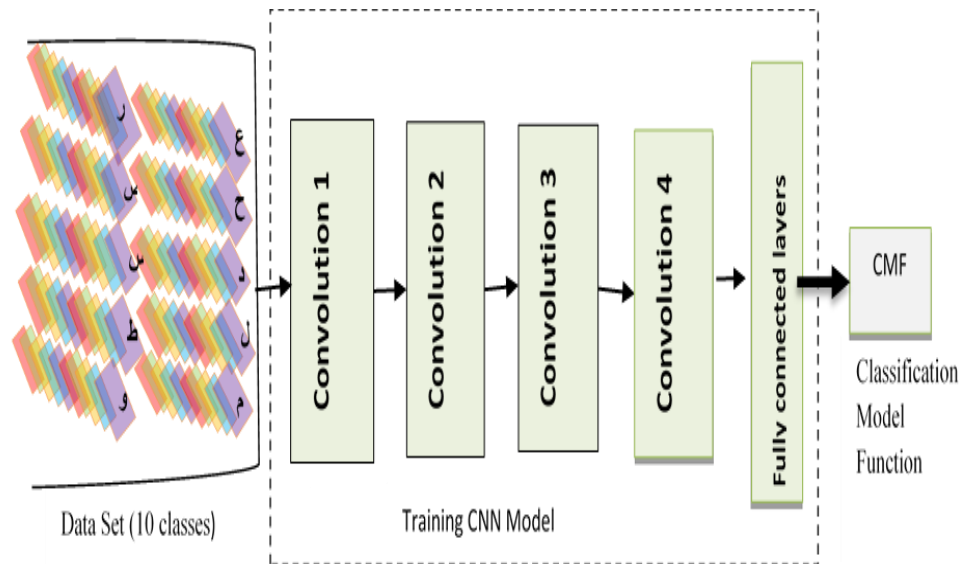 ر
ع
ص
ح
س
د
ط
ل
و
م
Data Set (10 classes)
Convolution 1
Convolution 2
Convolution 3
Convolution 4
Fully connected layers
Training CNN Model
CMF
Classification
Model
Function